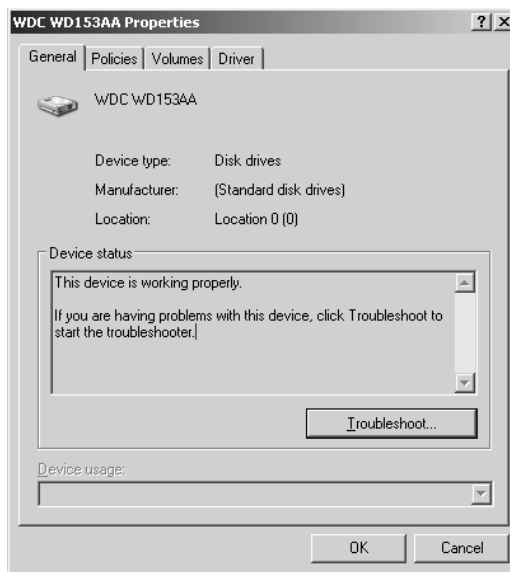 WDC WD153AA Properties
General Policies Volumes Driver
WDC WD153AA
Device type: Disk drives
Manufacturer: (Standard disk drives)
Location: Location 0 (0)
Device status
This device is working properly.
If you are having problems with this device, click Troubleshoot to
start the troubleshooter.
Troubleshoot...
Device usage:
OK Cancel